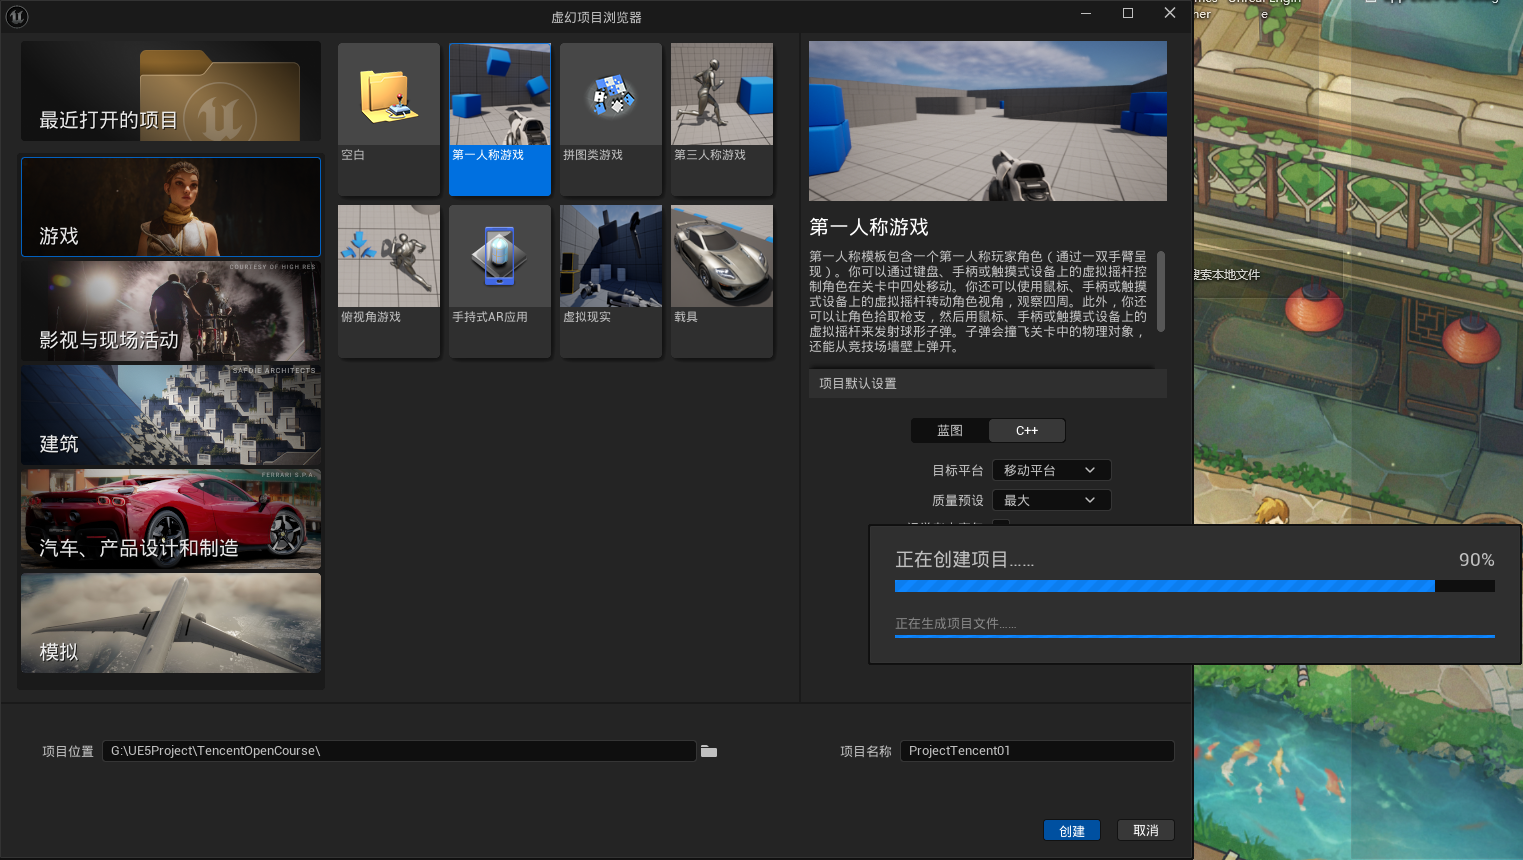 虚幻项目浏览器
最近打开的项目
游戏
COURTESY OF HIGH RES
影视与现场活动
SAFDIE ARCHITECTS
建筑
FERRARI S.P.A
汽车、产品设计和制造
模拟
空白
第一人称游戏
拼图类游戏
第三人称游戏
俯视角游戏
手持式AR应用
虚拟现实
载具
第一人称游戏
第一人称模板包含一个第一人称玩家角色（通过一双手臂呈
现）。你可以通过键盘、手柄或触摸式设备上的虚拟摇杆控
制角色在关卡中四处移动。你还可以使用鼠标、手柄或触摸
式设备上的虚拟摇杆转动角色视角，观察四周。此外，你还
可以让角色拾取枪支，然后用鼠标、手柄或触摸式设备上的
虚拟摇杆来发射球形子弹。子弹会撞飞关卡中的物理对象，
还能从竞技场墙壁上弹开。
项目默认设置
蓝图
C++
目标平台 移动平台
质量预设 最大
正在创建项目…… 90%
正在生成项目文件……
项目位置 G:\UE5Project\TencentOpenCourse\
项目名称 ProjectTencent01
创建
取消
ner
e
搜索本地文件